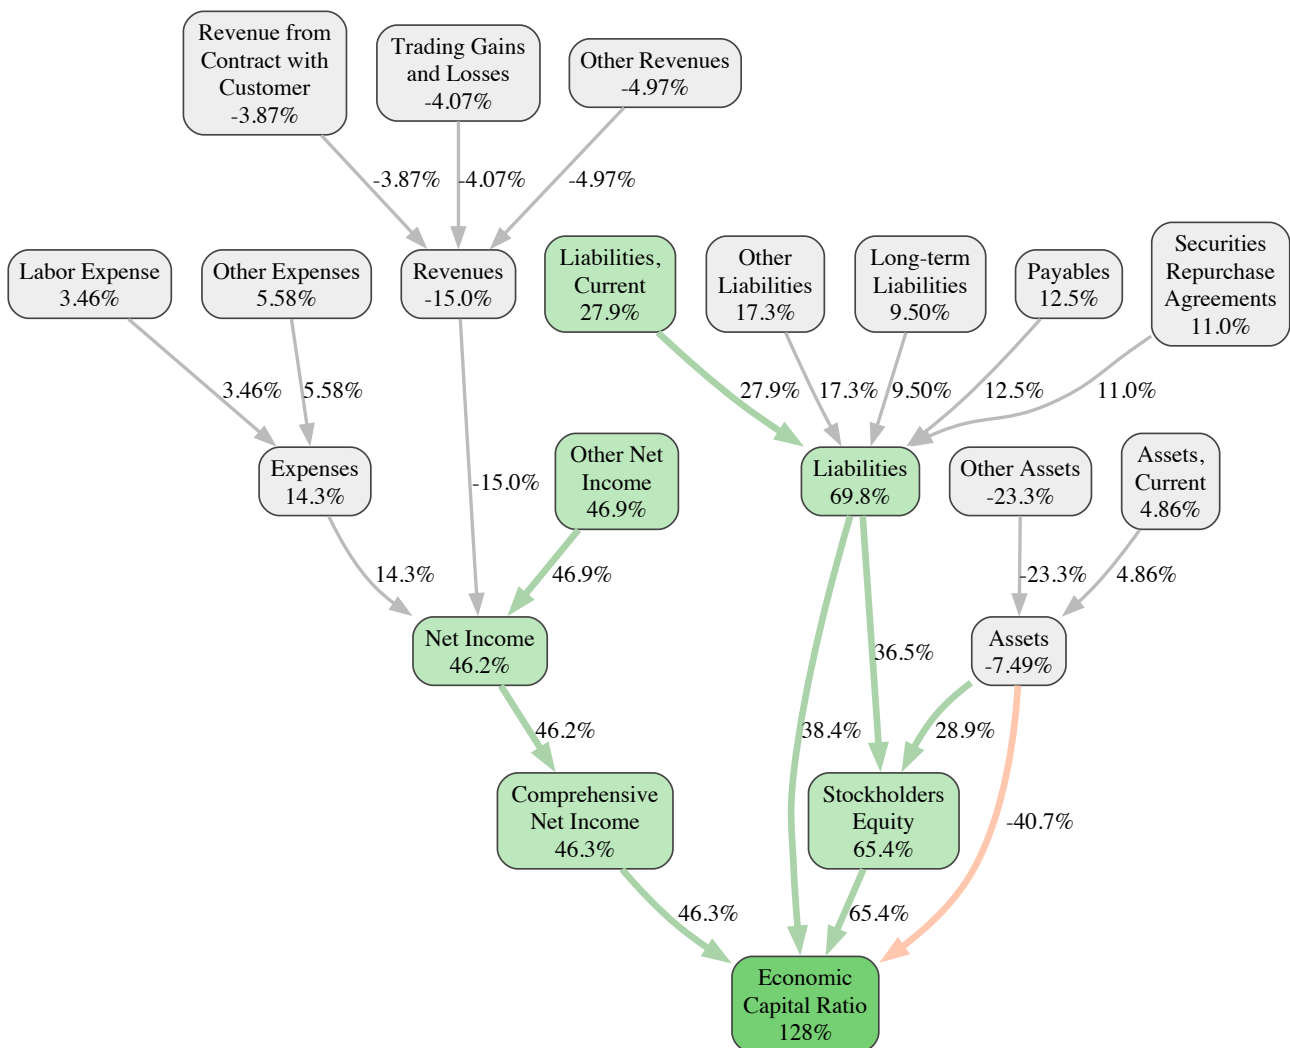 Revenue from
Contract with
Customer
-3.87%
Trading Gains
and Losses
-4.07%
Other Revenues
-4.97%
-3.87%
-4.07%
-4.97%
Labor Expense
3.46%
Other Expenses
5.58%
Revenues
-15.0%
Liabilities,
Current
27.9%
Other
Liabilities
17.3%
Long-term
Liabilities
9.50%
Payables
12.5%
Securities
Repurchase
Agreements
11.0%
3.46%
5.58%
27.9%
17.3%
9.50%
12.5%
11.0%
Expenses
14.3%
-15.0%
Other Net
Income
46.9%
Liabilities
69.8%
Other Assets
-23.3%
Assets,
Current
4.86%
14.3%
46.9%
-23.3%
4.86%
Net Income
46.2%
36.5%
Assets
-7.49%
46.2%
38.4%
28.9%
Comprehensive
Net Income
46.3%
Stockholders
Equity
65.4%
-40.7%
46.3%
65.4%
Economic
Capital Ratio
128%